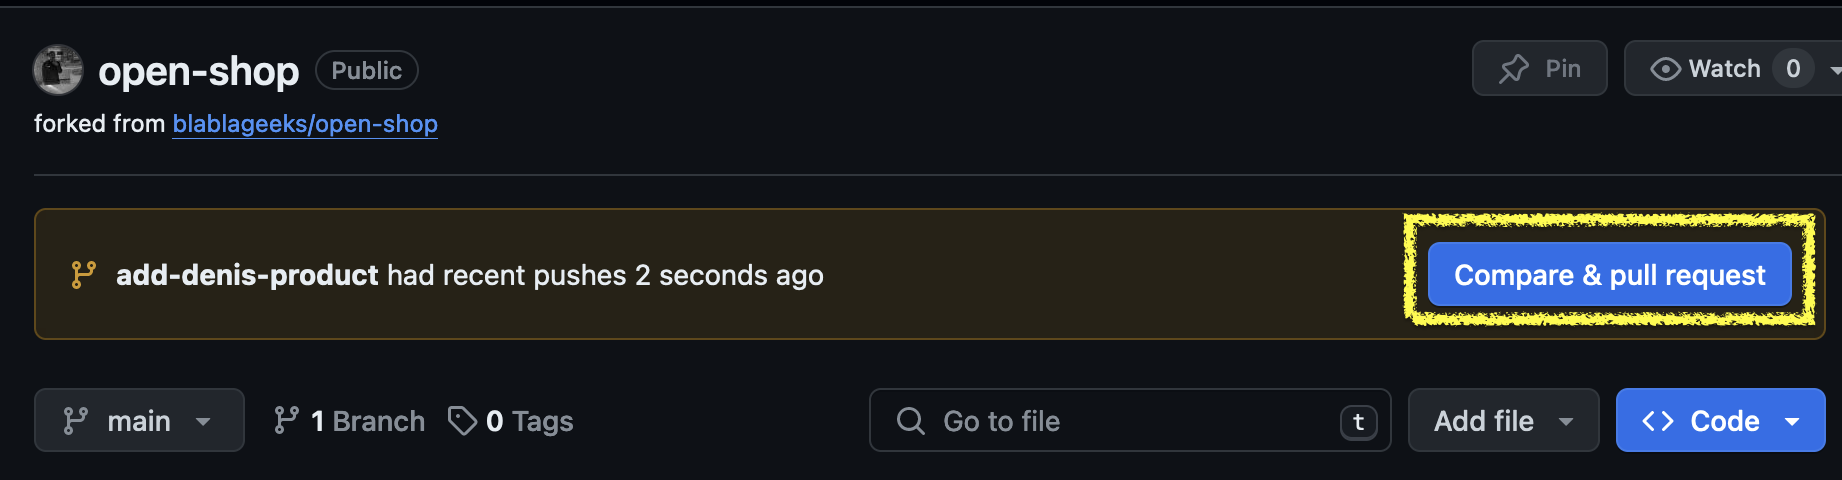 open-shop Public Pin Watch 0
forked from blablageeks/open-shop
add-denis-product had recent pushes 2 seconds ago Compare & pull request
main 1 Branch 0 Tags Go to file t Add file <> Code